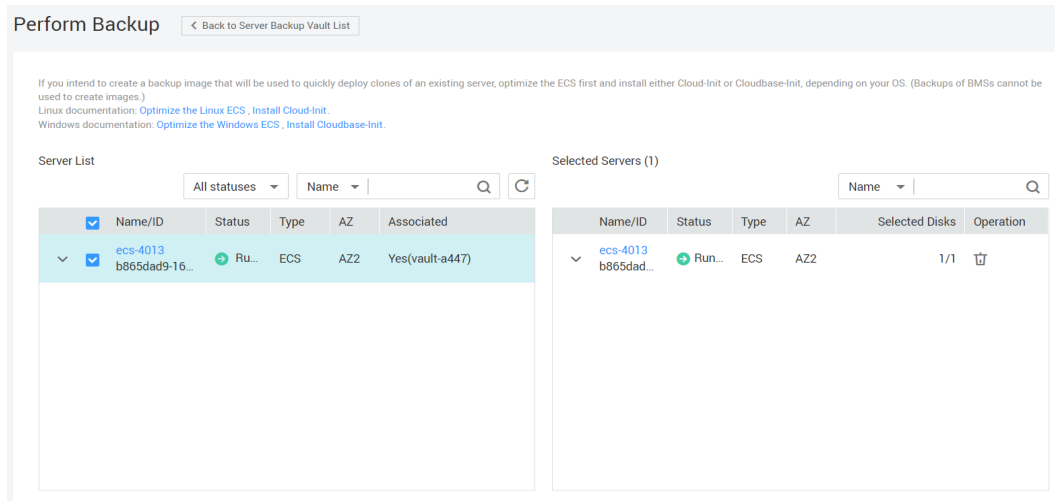 Perform Backup
Back to Server Backup Vault List
If you intend to create a backup image that will be used to quickly deploy clones of an existing server, optimize the ECS first and install either Cloud-Init or Cloudbase-Init, depending on your OS. (Backups of BMSs cannot be
used to create images.)
Linux documentation: Optimize the Linux ECS , Install Cloud-Init.
Windows documentation: Optimize the Windows ECS , Install Cloudbase-Init.
Server List
All statuses Name
Name/ID Status Type AZ Associated
ecs-4013
b865dad9-16... Ru... ECS AZ2 Yes(vault-a447)
Selected Servers (1)
Name
Name/ID Status Type AZ Selected Disks Operation
ecs-4013
b865dad... Run... ECS AZ2 1/1